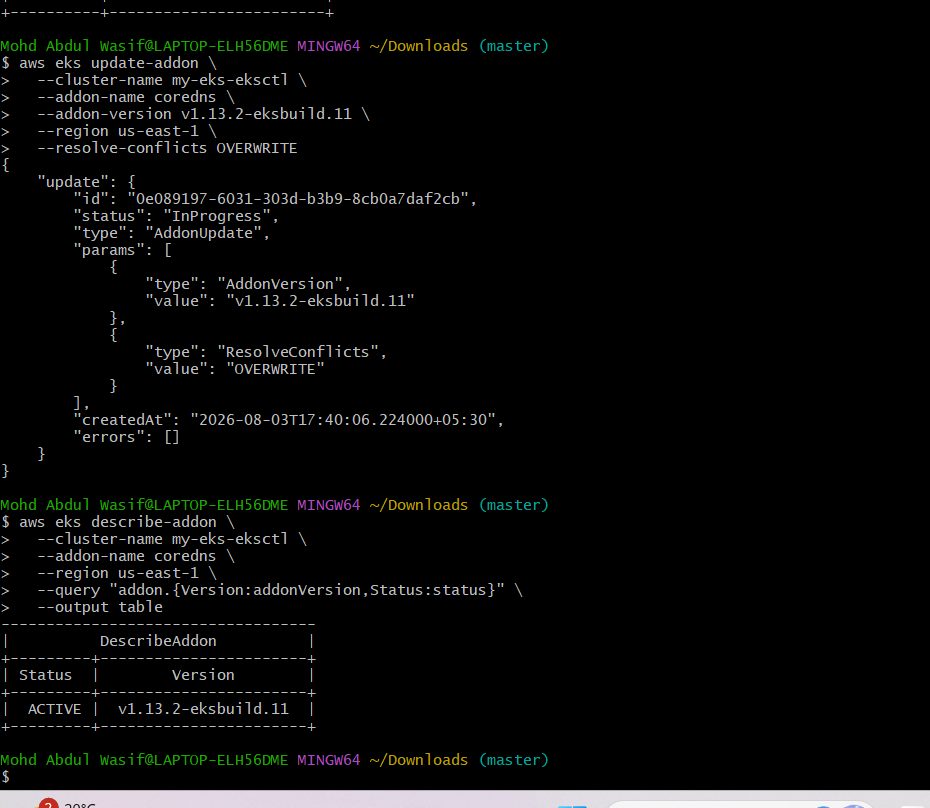 +----------+------------------------+

Mohd Abdul Wasif@LAPTOP-ELH56DME MINGW64 ~/Downloads (master)
$ aws eks update-addon \
>   --cluster-name my-eks-eksctl \
>   --addon-name coredns \
>   --addon-version v1.13.2-eksbuild.11 \
>   --region us-east-1 \
>   --resolve-conflicts OVERWRITE
{
    "update": {
        "id": "0e089197-6031-303d-b3b9-8cb0a7daf2cb",
        "status": "InProgress",
        "type": "AddonUpdate",
        "params": [
            {
                "type": "AddonVersion",
                "value": "v1.13.2-eksbuild.11"
            },
            {
                "type": "ResolveConflicts",
                "value": "OVERWRITE"
            }
        ],
        "createdAt": "2026-08-03T17:40:06.224000+05:30",
        "errors": []
    }
}

Mohd Abdul Wasif@LAPTOP-ELH56DME MINGW64 ~/Downloads (master)
$ aws eks describe-addon \
>   --cluster-name my-eks-eksctl \
>   --addon-name coredns \
>   --region us-east-1 \
>   --query "addon.{Version:addonVersion,Status:status}" \
>   --output table
-----------------------------------
|          DescribeAddon          |
+---------+-----------------------+
| Status  |        Version        |
+---------+-----------------------+
|  ACTIVE |  v1.13.2-eksbuild.11  |
+---------+-----------------------+

Mohd Abdul Wasif@LAPTOP-ELH56DME MINGW64 ~/Downloads (master)
$